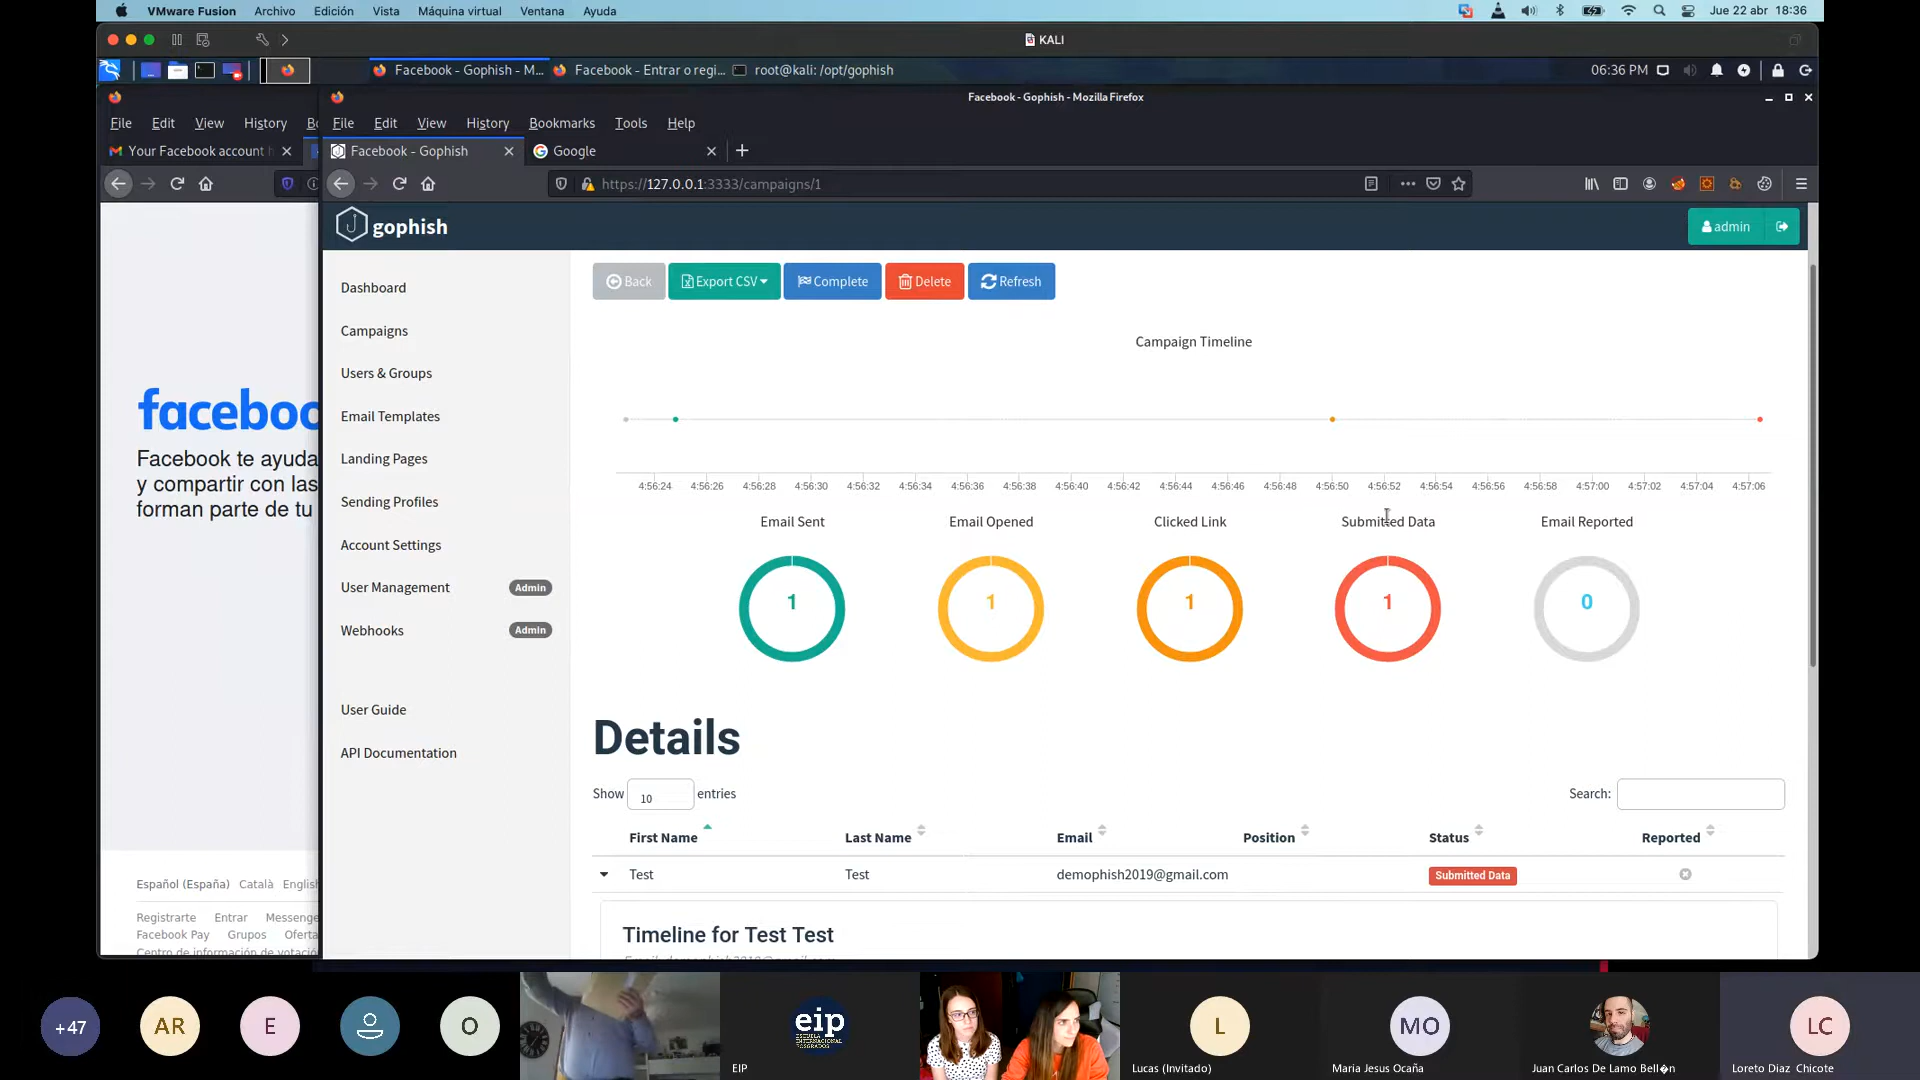 VMware Fusion Archivo Edición Vista Máquina virtual Ventana Ayuda Jue 22 abr 18:36
KALI
Facebook - Gophish - M... Facebook - Entrar o regi... root@kali: /opt/gophish 06:36 PM
Facebook - Gophish - Mozilla Firefox
File Edit View History File Edit View History Bookmarks Tools Help
Your Facebook account Facebook - Gophish Google
https://127.0.0.1:3333/campaigns/1
gophish
admin
Back Export CSV Complete Delete Refresh
Dashboard
Campaigns
Users & Groups
Email Templates
Landing Pages
Sending Profiles
Account Settings
User Management Admin
Webhooks Admin
User Guide
API Documentation
Facebook te ayuda
y compartir con las
forman parte de tu
Español (España) Català English
Registrarte Entrar
Facebook Pay Grupos
Centro de información de
Campaign Timeline
4:56:24 4:56:26 4:56:28 4:56:30 4:56:32 4:56:34 4:56:36 4:56:38 4:56:40 4:56:42 4:56:44 4:56:46 4:56:48 4:56:50 4:56:52 4:56:54 4:56:56 4:56:58 4:57:00 4:57:02 4:57:04 4:57:06
Email Sent Email Opened Clicked Link Submitted Data Email Reported
1 1 1 1 0
Details
Show 10 entries Search:
First Name Last Name Email Position Status Reported
Test Test demophish2019@gmail.com Submitted Data
Timeline for Test Test
+47 AR E O eip L MO LC
ESCUELA
INTERNACIONAL
POSGRADOS
EIP Lucas (Invitado) Maria Jesus Ocaña Juan Carlos De Lamo Bell�n Loreto Diaz Chicote